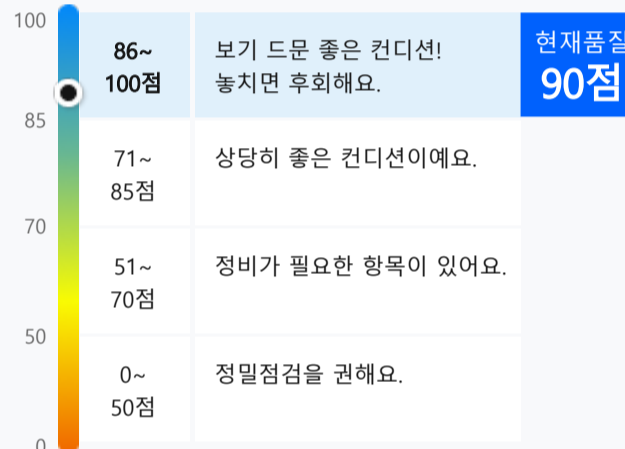 100
86~
100점
보기 드문 좋은 컨디션!
놓치면 후회해요.
현재품질
90점
85
71~
85점
상당히 좋은 컨디션이예요.
70
51~
70점
정비가 필요한 항목이 있어요.
50
0~
50점
정밀점검을 권해요.
0